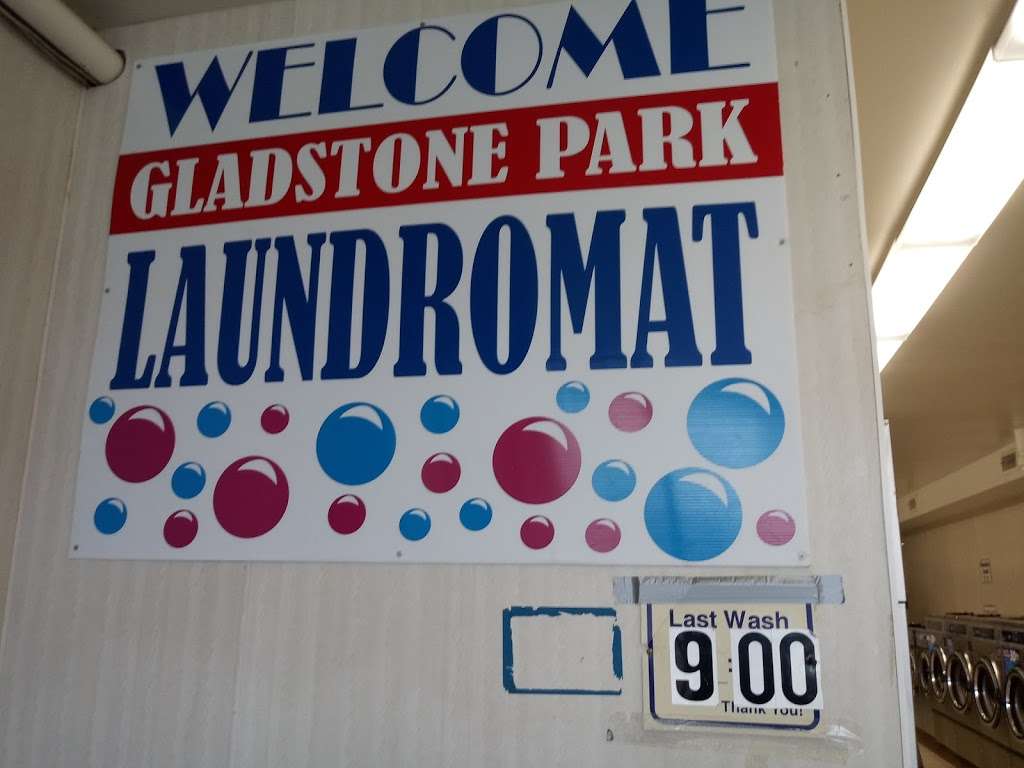 WELCOME
GLADSTONE PARK
LAUNDROMAT
Last Wash
9:00
Thank You!